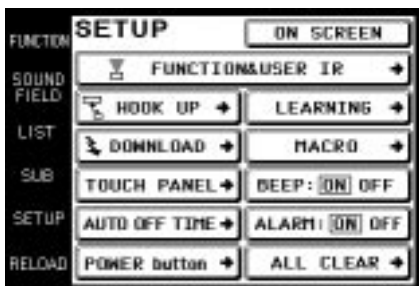 FUNCTION
SOUND
FIELD
LIST
SUB
SETUP
RELOAD
SETUP
ON SCREEN
FUNCTION&USER IR
HOOK UP
LEARNING
DOWNLOAD
MACRO
TOUCH PANEL
BEEP: ON OFF
AUTO OFF TIME
ALARM: ON OFF
POWER button
ALL CLEAR